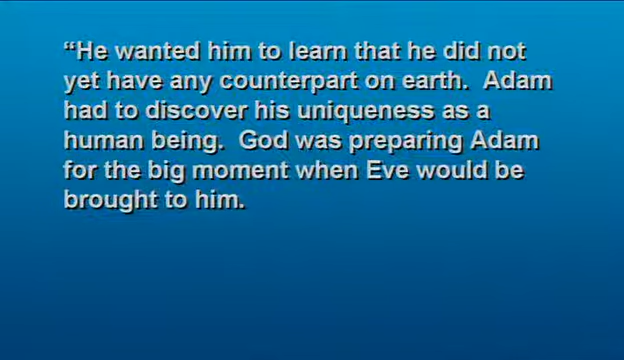 “He wanted him to learn that he did not
yet have any counterpart on earth.  Adam
had to discover his uniqueness as a
human being.  God was preparing Adam
for the big moment when Eve would be
brought to him.